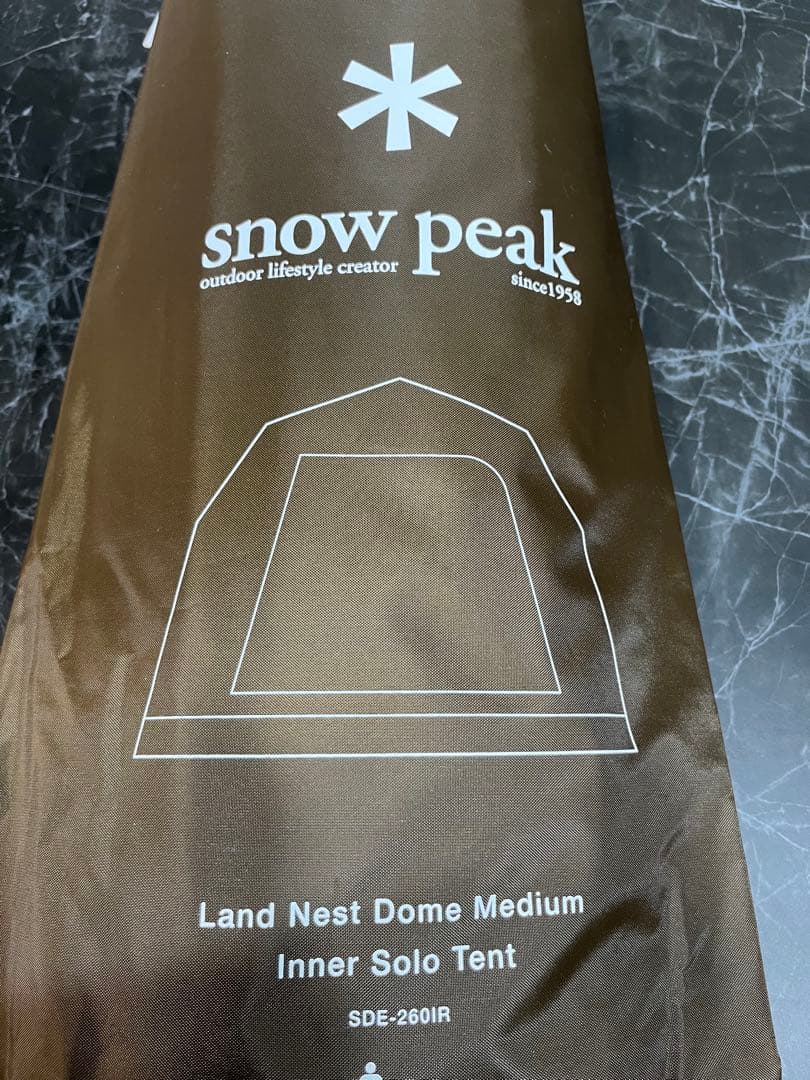 snow peak
outdoor lifestyle creator
since1958
Land Nest Dome Medium
Inner Solo Tent
SDE-260IR